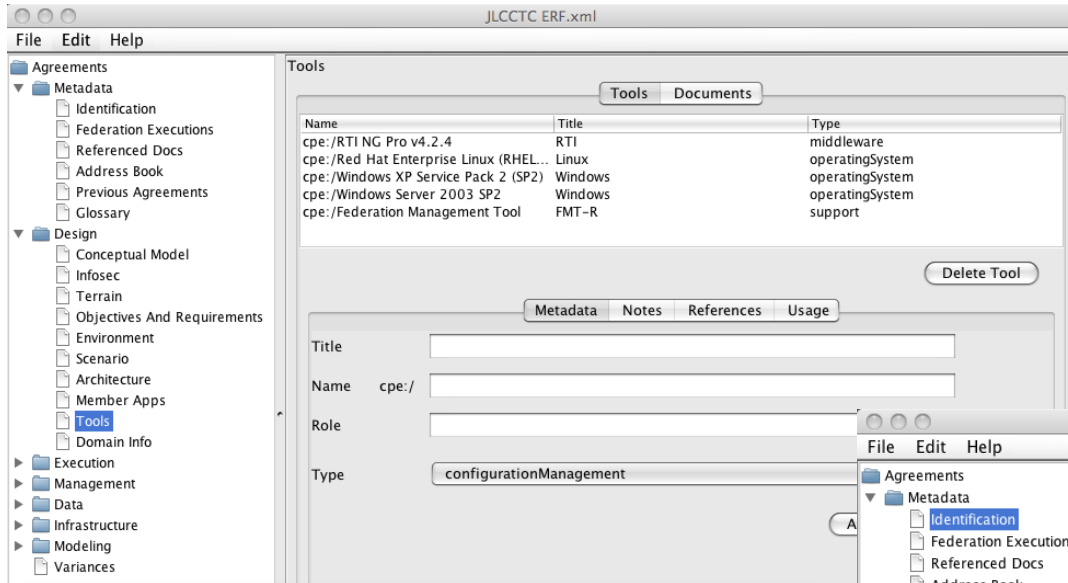 JLCCTC ERF.xml
File Edit Help
Agreements
Metadata
Identification
Federation Executions
Referenced Docs
Address Book
Previous Agreements
Glossary
Design
Conceptual Model
Infosec
Terrain
Objectives And Requirements
Environment
Scenario
Architecture
Member Apps
Tools
Domain Info
Execution
Management
Data
Infrastructure
Modeling
Variances
Tools
Tools Documents
Name Title Type
cpe:/RTI NG Pro v4.2.4 RTI middleware
cpe:/Red Hat Enterprise Linux (RHEL... Linux operatingSystem
cpe:/Windows XP Service Pack 2 (SP2) Windows operatingSystem
cpe:/Windows Server 2003 SP2 Windows operatingSystem
cpe:/Federation Management Tool FMT-R support
Delete Tool
Metadata Notes References Usage
Title
Name cpe:/
Role
Type configurationManagement
A
File Edit Help
Agreements
Metadata
Identification
Federation Execution
Referenced Docs
Address Book